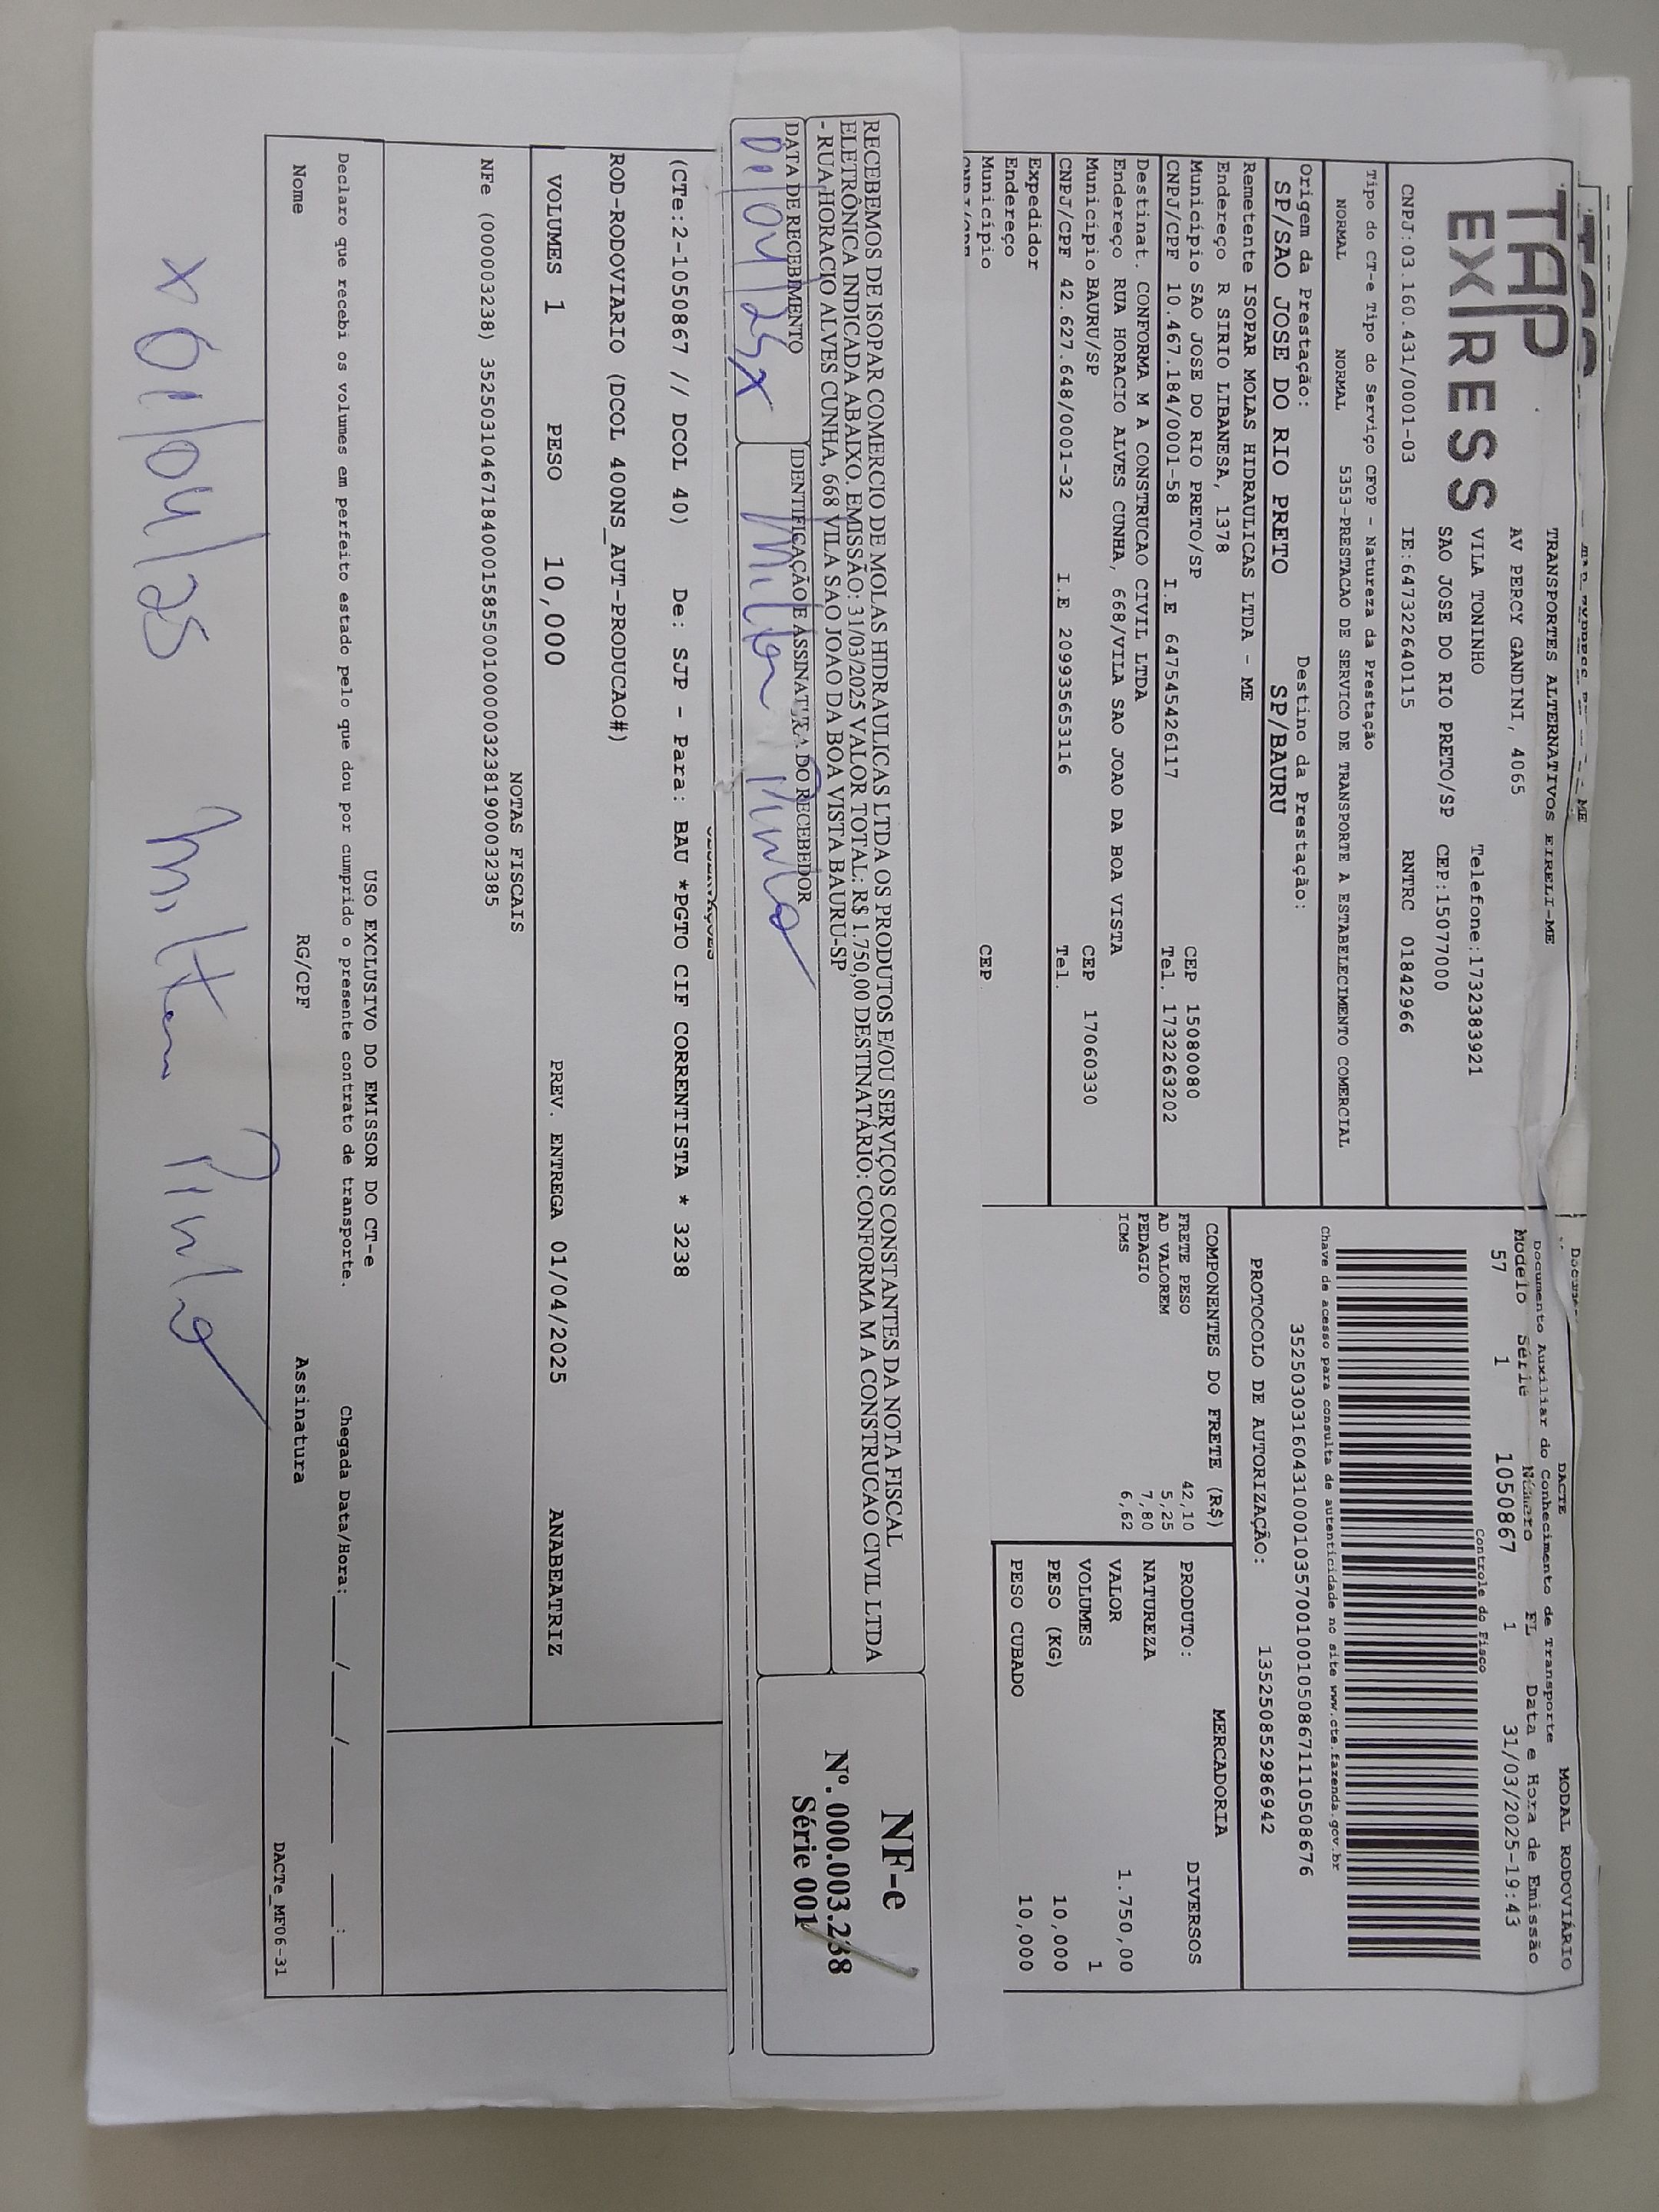 TAP
EXPRESS
TRANSPORTES ALTERNATIVOS EIRELI-ME
AV PERCY GANDINI, 4065
VILA TONINHO Telefone:1732383921
SAO JOSE DO RIO PRETO/SP CEP:15077000
CNPJ:03.160.431/0001-03 IE:647322640115 RNTRC 01842966
Tipo do CT-e Tipo do Serviço CFOP - Natureza da Prestação
NORMAL NORMAL 5353-PRESTACAO DE SERVICO DE TRANSPORTE A ESTABELECIMENTO COMERCIAL
Origem da Prestação: Destino da Prestação:
SP/SAO JOSE DO RIO PRETO SP/BAURU
Remetente ISOPAR MOLAS HIDRAULICAS LTDA - ME
Endereço R SIRIO LIBANESA, 1378
Município SAO JOSE DO RIO PRETO/SP CEP 15080080
CNPJ/CPF 10.467.184/0001-58 I.E 647545426117 Tel. 1732263202
Destinat. CONFORMA M A CONSTRUCAO CIVIL LTDA
Endereço RUA HORACIO ALVES CUNHA, 668/VILA SAO JOAO DA BOA VISTA
Município BAURU/SP CEP 17060330
CNPJ/CPF 42.627.648/0001-32 I.E 209935653116 Tel.
Expedidor
Endereço
Município CEP
DACTE MODAL RODOVIÁRIO
Documento Auxiliar do Conhecimento de Transporte
Modelo Série Número FL Data e Hora de Emissão
57 1 1050867 1 31/03/2025-19:43
Controle do Fisco
Chave de acesso para consulta de autenticidade no site www.cte.fazenda.gov.br
35250303160431000103570010010508671110508676
PROTOCOLO DE AUTORIZAÇÃO: 135250852986942
COMPONENTES DO FRETE (R$)
FRETE PESO 42,10
AD VALOREM 5,25
PEDAGIO 7,80
ICMS 6,62
MERCADORIA
PRODUTO: DIVERSOS
NATUREZA
VALOR 1.750,00
VOLUMES 1
PESO (KG) 10,000
PESO CUBADO 10,000
RECEBEMOS DE ISOPAR COMERCIO DE MOLAS HIDRAULICAS LTDA OS PRODUTOS E/OU SERVIÇOS CONSTANTES DA NOTA FISCAL
ELETRÔNICA INDICADA ABAIXO. EMISSÃO: 31/03/2025 VALOR TOTAL: R$ 1.750,00 DESTINATÁRIO: CONFORMA M A CONSTRUCAO CIVIL LTDA
- RUA HORACIO ALVES CUNHA, 668 VILA SAO JOAO DA BOA VISTA BAURU-SP
DATA DE RECEBIMENTO IDENTIFICAÇÃO E ASSINATURA DO RECEBEDOR
01/04/25 x Milton Pinho
NF-e
Nº. 000.003.238
Série 001
(CTe:2-1050867 // DCOL 40) De: SJP - Para: BAU *PGTO CIF CORRENTISTA * 3238
ROD-RODOVIARIO (DCOL 400NS_AUT-PRODUCAO#)
VOLUMES 1 PESO 10,000 PREV. ENTREGA 01/04/2025 ANABEATRIZ
NOTAS FISCAIS
NFe (000003238) 35250310467184000158550010000032381900032385
USO EXCLUSIVO DO EMISSOR DO CT-e
Declaro que recebi os volumes em perfeito estado pelo que dou por cumprido o presente contrato de transporte. Chegada Data/Hora:____/____/______ ____:____
Nome RG/CPF Assinatura
DACTe_MF06-31
x 01/04/25 Milton Pinho